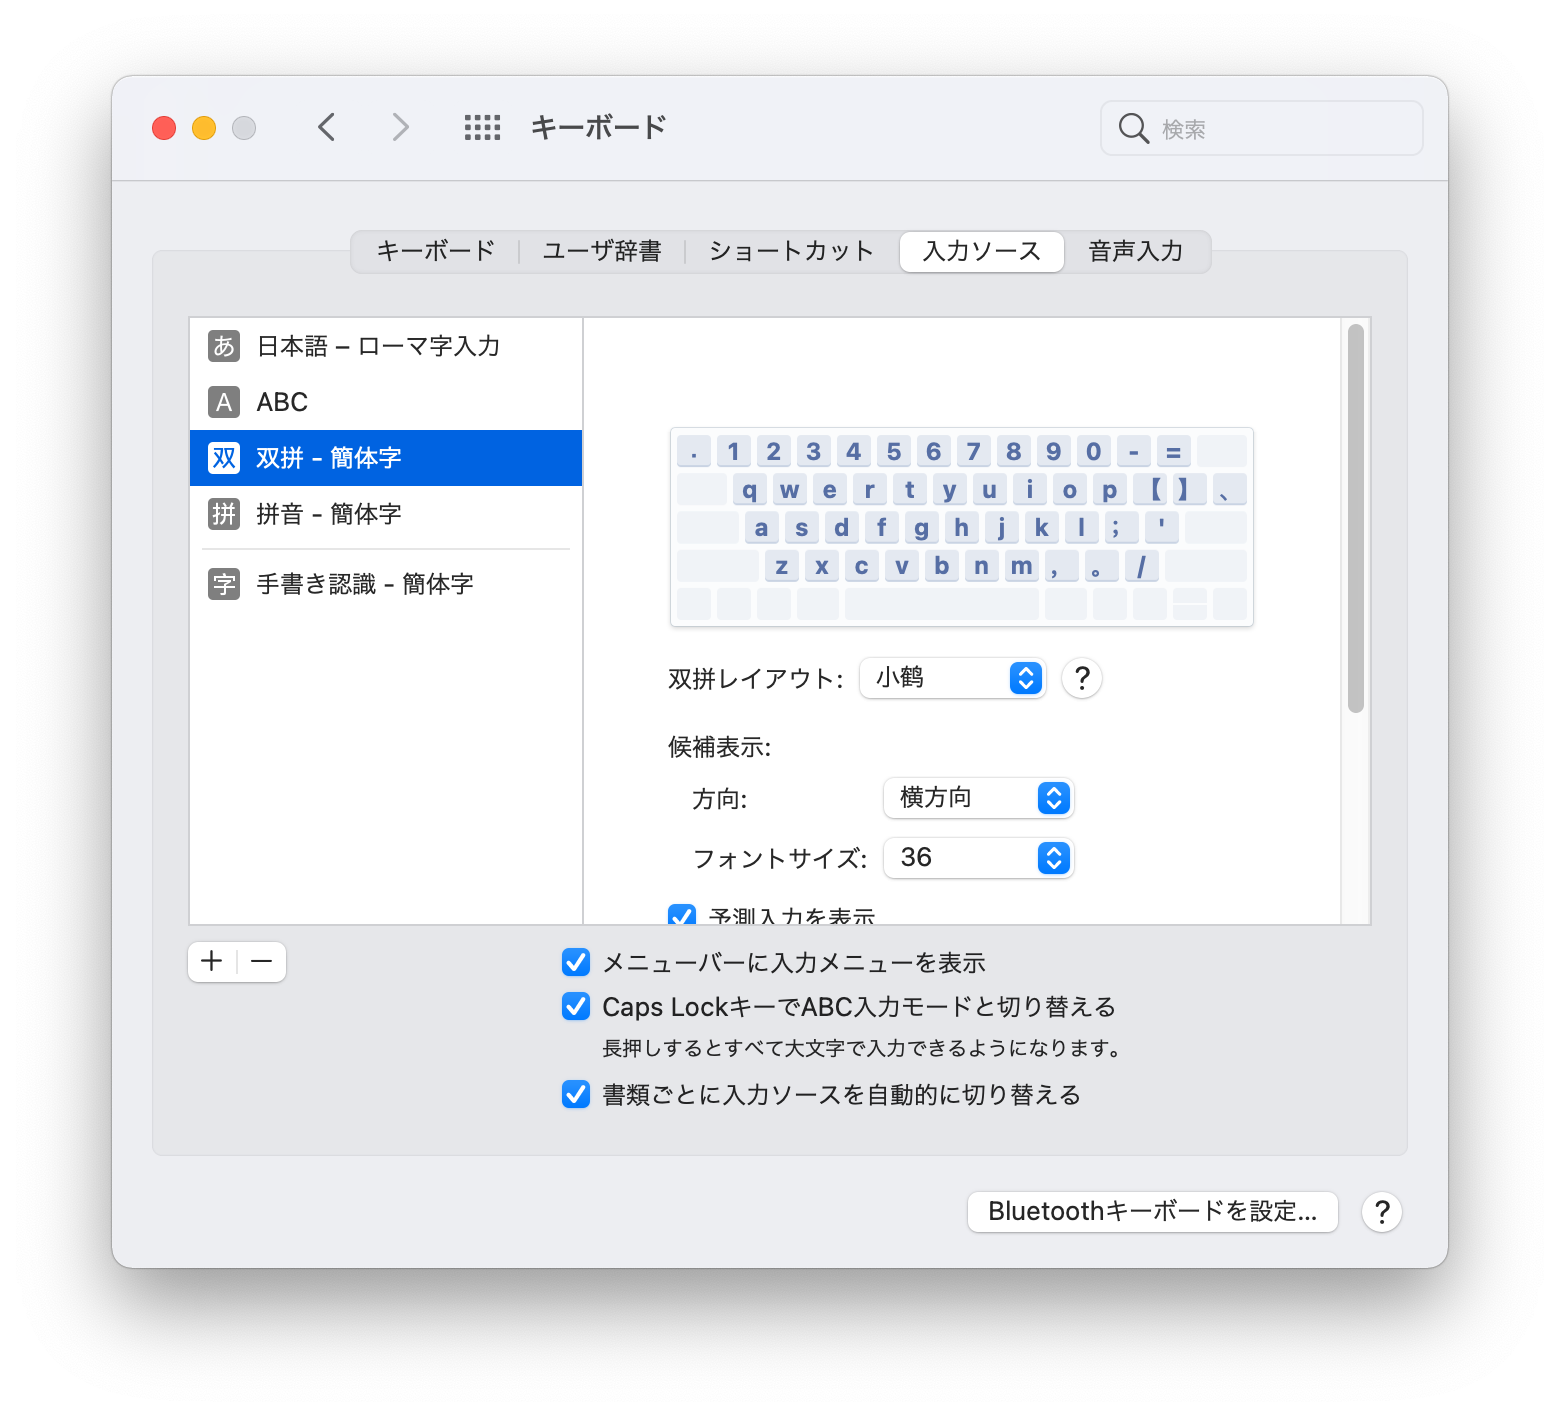 キーボード
検索
キーボード ユーザ辞書 ショートカット 入力ソース 音声入力
あ 日本語 – ローマ字入力
A ABC
双 双拼 - 簡体字
拼 拼音 - 簡体字
字 手書き認識 - 簡体字
. 1 2 3 4 5 6 7 8 9 0 - =
q w e r t y u i o p 【 】 、
a s d f g h j k l ; '
z x c v b n m , 。 /
双拼レイアウト: 小鹤 ?
候補表示:
方向: 横方向
フォントサイズ: 36
予測入力を表示
+ −
メニューバーに入力メニューを表示
Caps LockキーでABC入力モードと切り替える
長押しするとすべて大文字で入力できるようになります。
書類ごとに入力ソースを自動的に切り替える
Bluetoothキーボードを設定... ?